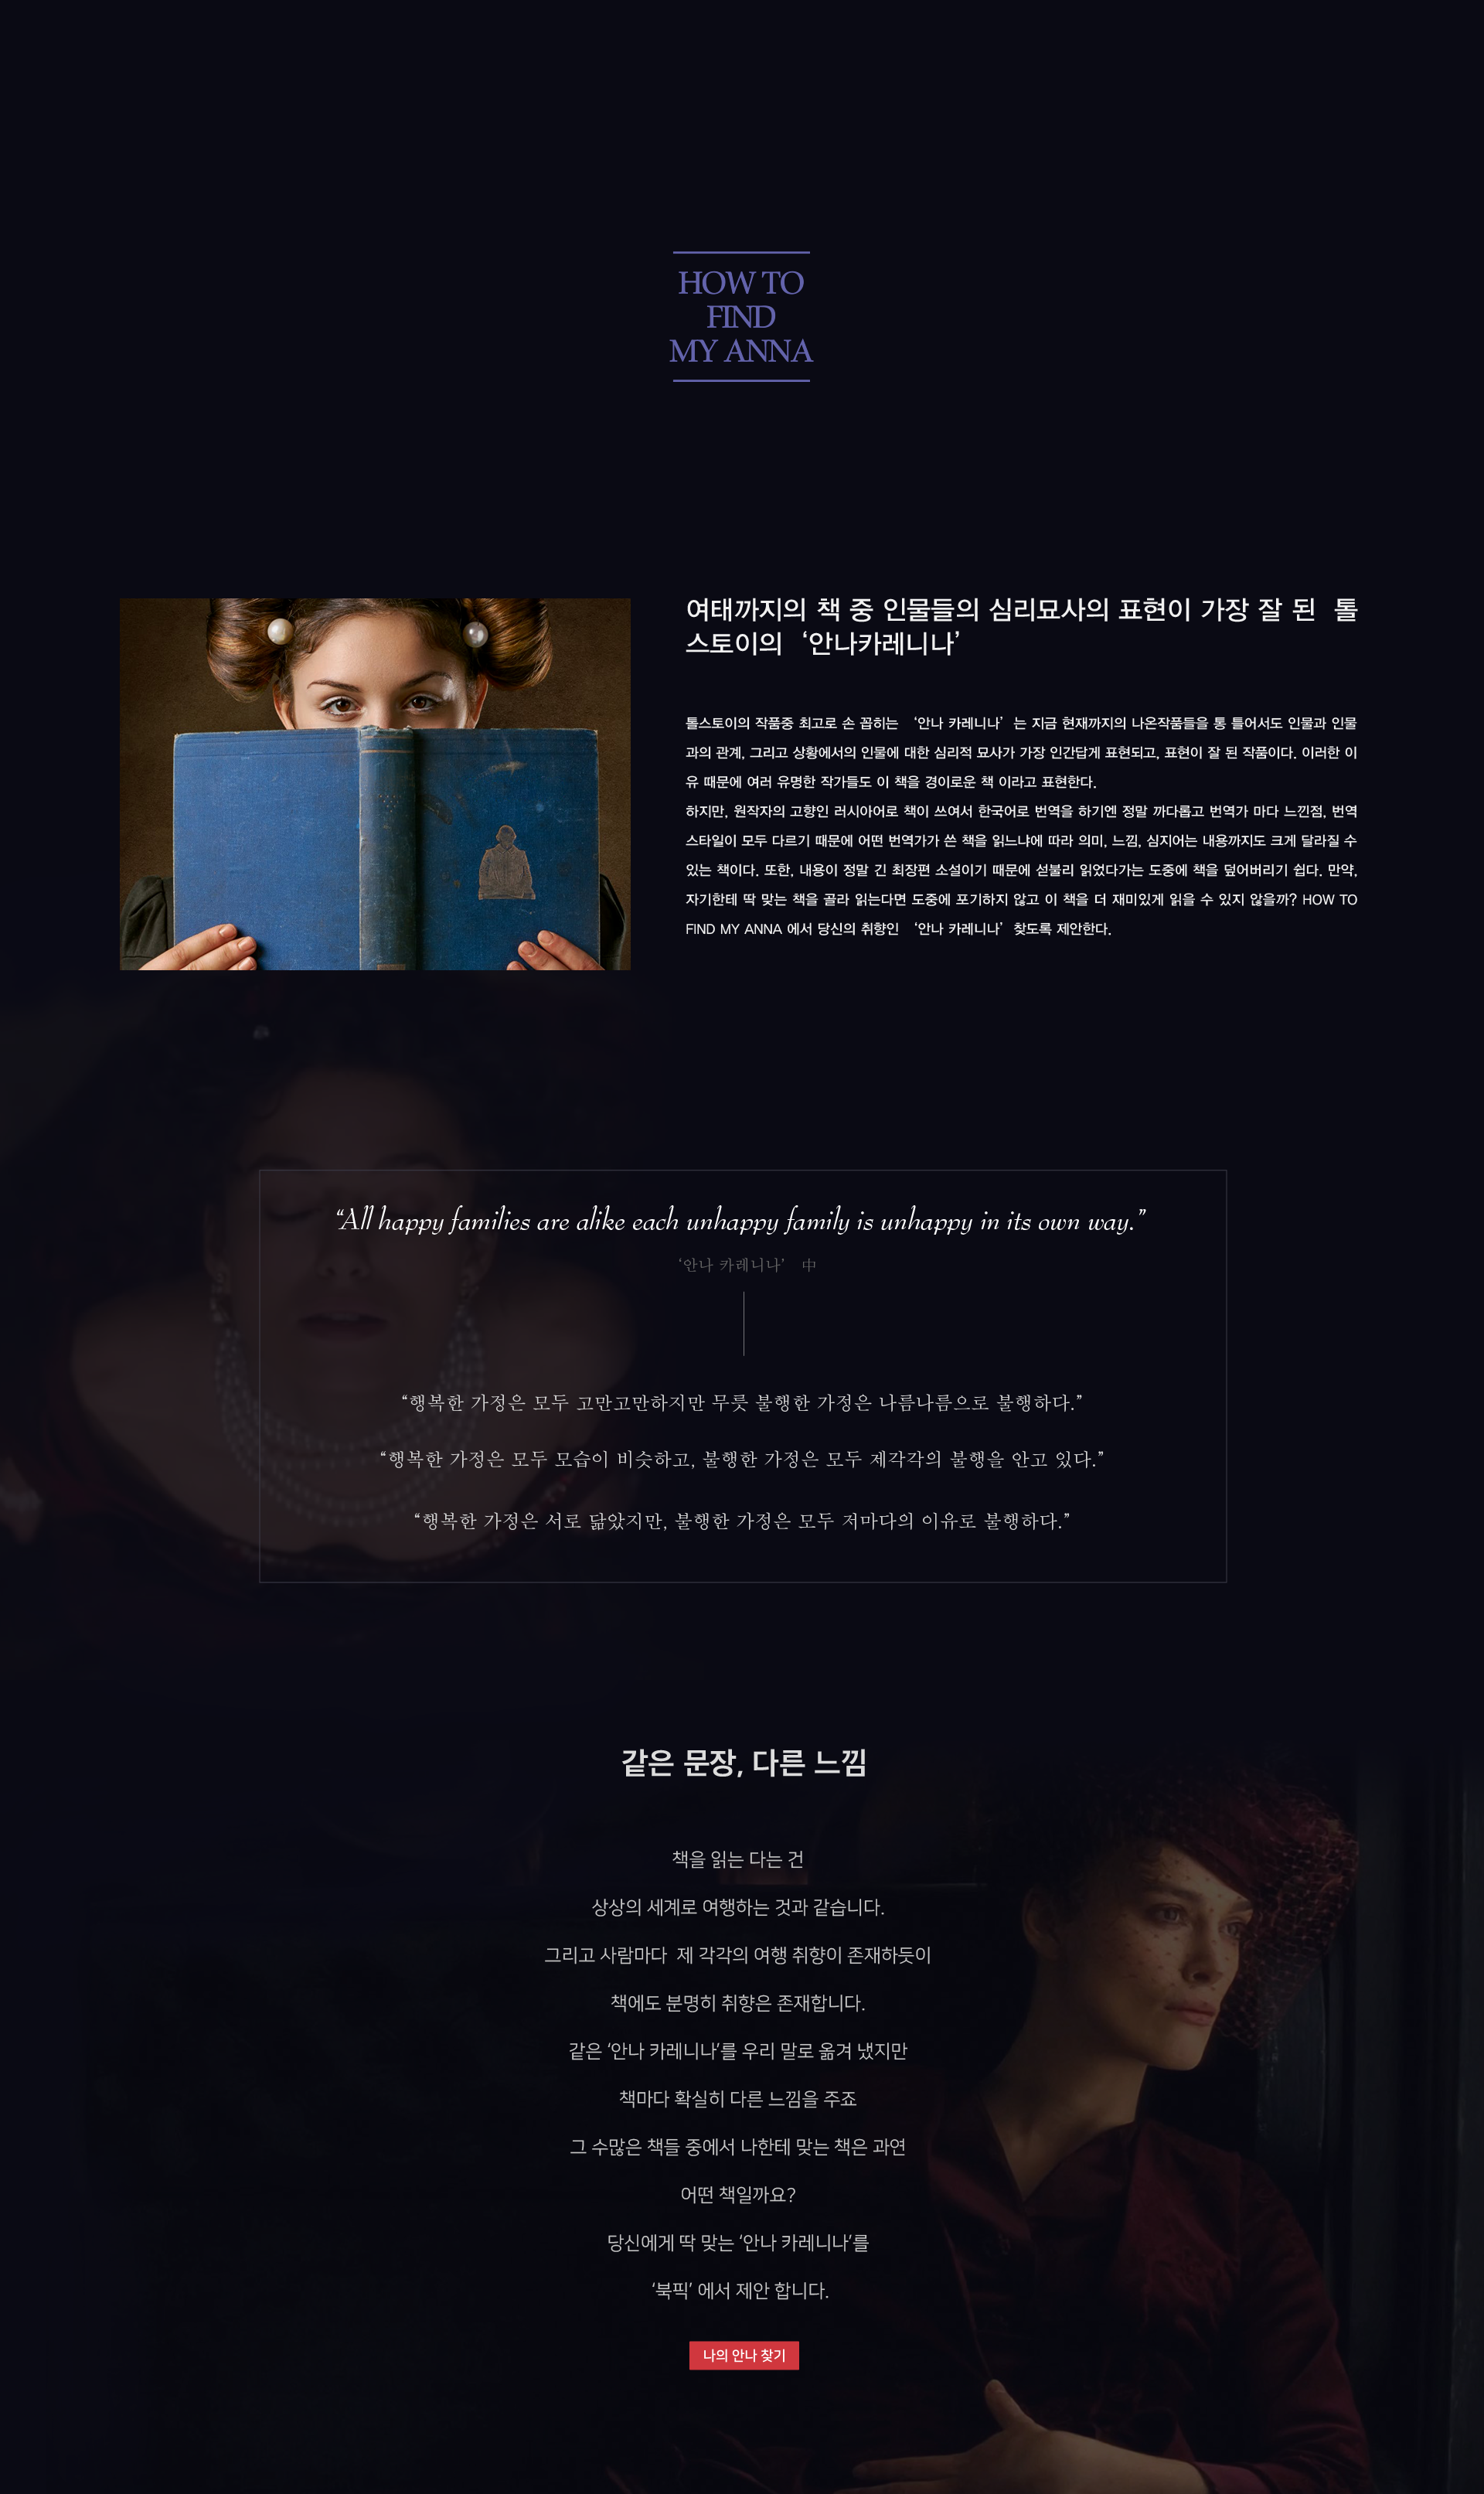 HOW TO
FIND
MY ANNA
여태까지의 책 중 인물들의 심리묘사의 표현이 가장 잘 된 톨
스토이의 ‘안나카레니나’
톨스토이의 작품중 최고로 손 꼽히는 ‘안나 카레니나’ 는 지금 현재까지의 나온작품들을 통 틀어서도 인물과 인물
과의 관계, 그리고 상황에서의 인물에 대한 심리적 묘사가 가장 인간답게 표현되고, 표현이 잘 된 작품이다. 이러한 이
유 때문에 여러 유명한 작가들도 이 책을 경이로운 책 이라고 표현한다.
하지만, 원작자의 고향인 러시아어로 책이 쓰여서 한국어로 번역을 하기엔 정말 까다롭고 번역가 마다 느낀점, 번역
스타일이 모두 다르기 때문에 어떤 번역가가 쓴 책을 읽느냐에 따라 의미, 느낌, 심지어는 내용까지도 크게 달라질 수
있는 책이다. 또한, 내용이 정말 긴 최장편 소설이기 때문에 섣불리 읽었다가는 도중에 책을 덮어버리기 쉽다. 만약,
자기한테 딱 맞는 책을 골라 읽는다면 도중에 포기하지 않고 이 책을 더 재미있게 읽을 수 있지 않을까? HOW TO
FIND MY ANNA 에서 당신의 취향인 ‘안나 카레니나’ 찾도록 제안한다.
“All happy families are alike each unhappy family is unhappy in its own way.”
‘안나 카레니나’ 中
“행복한 가정은 모두 고만고만하지만 무릇 불행한 가정은 나름나름으로 불행하다.”
“행복한 가정은 모두 모습이 비슷하고, 불행한 가정은 모두 제각각의 불행을 안고 있다.”
“행복한 가정은 서로 닮았지만, 불행한 가정은 모두 저마다의 이유로 불행하다.”
같은 문장, 다른 느낌
책을 읽는 다는 건
상상의 세계로 여행하는 것과 같습니다.
그리고 사람마다 제 각각의 여행 취향이 존재하듯이
책에도 분명히 취향은 존재합니다.
같은 ‘안나 카레니나’를 우리 말로 옮겨 냈지만
책마다 확실히 다른 느낌을 주죠
그 수많은 책들 중에서 나한테 맞는 책은 과연
어떤 책일까요?
당신에게 딱 맞는 ‘안나 카레니나’를
‘북픽’ 에서 제안 합니다.
나의 안나 찾기